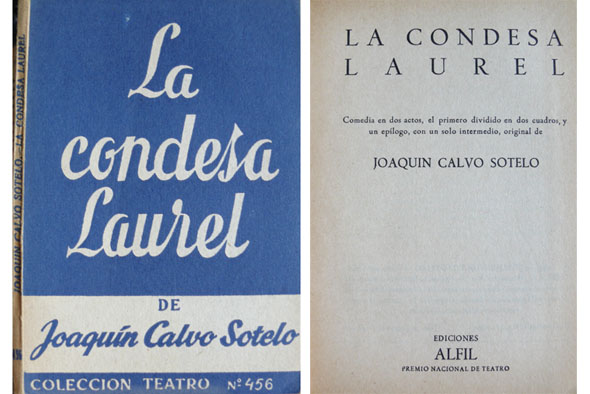 JOAQUIN CALVO SOTELO. LA CONDESA LAUREL
456
La
condesa
Laurel
DE
Joaquín Calvo Sotelo
COLECCION TEATRO Nº 456
LA CONDESA
LAUREL
Comedia en dos actos, el primero dividido en dos cuadros, y
un epílogo, con un solo intermedio, original de
JOAQUIN CALVO SOTELO
EDICIONES
ALFIL
PREMIO NACIONAL DE TEATRO